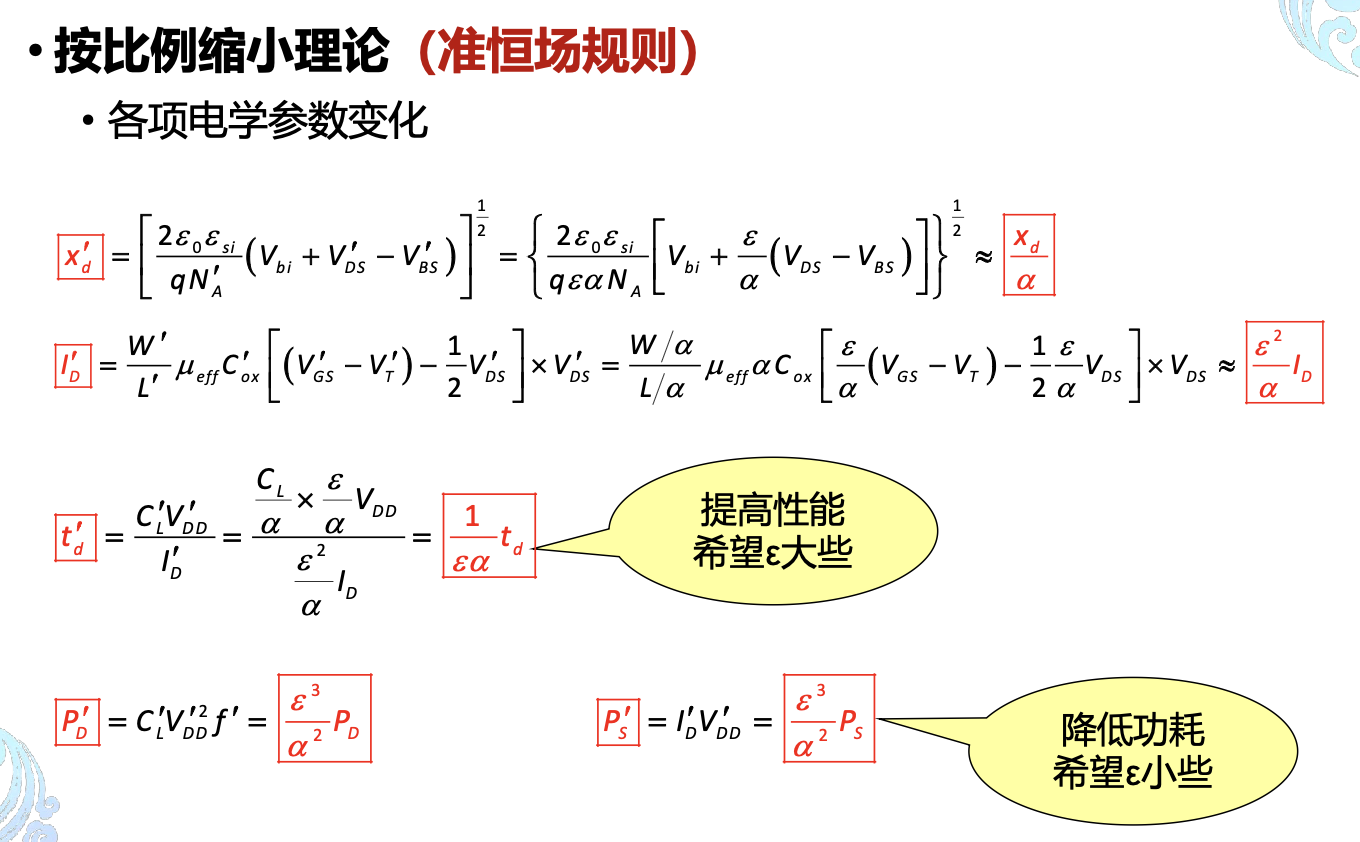 • 按比例缩小理论（准恒场规则）
• 各项电学参数变化
$x_d' = \left[\frac{2\varepsilon_0\varepsilon_{si}}{qN_A'}\left(V_{bi}+V_{DS}'-V_{BS}'\right)\right]^{\frac{1}{2}} = \left\{\frac{2\varepsilon_0\varepsilon_{si}}{q\varepsilon\alpha N_A}\left[V_{bi}+\frac{\varepsilon}{\alpha}\left(V_{DS}-V_{BS}\right)\right]\right\}^{\frac{1}{2}} \approx \frac{x_d}{\alpha}$
$I_D' = \frac{W'}{L'}\mu_{eff}C_{ox}'\left[\left(V_{GS}'-V_T'\right)-\frac{1}{2}V_{DS}'\right]\times V_{DS}' = \frac{W/\alpha}{L/\alpha}\mu_{eff}\alpha C_{ox}\left[\frac{\varepsilon}{\alpha}\left(V_{GS}-V_T\right)-\frac{1}{2}\frac{\varepsilon}{\alpha}V_{DS}\right]\times V_{DS} \approx \frac{\varepsilon^2}{\alpha}I_D$
$t_d' = \frac{C_L'V_{DD}'}{I_D'} = \frac{\frac{C_L}{\alpha}\times\frac{\varepsilon}{\alpha}V_{DD}}{\frac{\varepsilon^2}{\alpha}I_D} = \frac{1}{\varepsilon\alpha}t_d$
提高性能
希望ε大些
$P_D' = C_L'V_{DD}'^2f' = \frac{\varepsilon^3}{\alpha^2}P_D$
$P_S' = I_D'V_{DD}' = \frac{\varepsilon^3}{\alpha^2}P_S$
降低功耗
希望ε小些